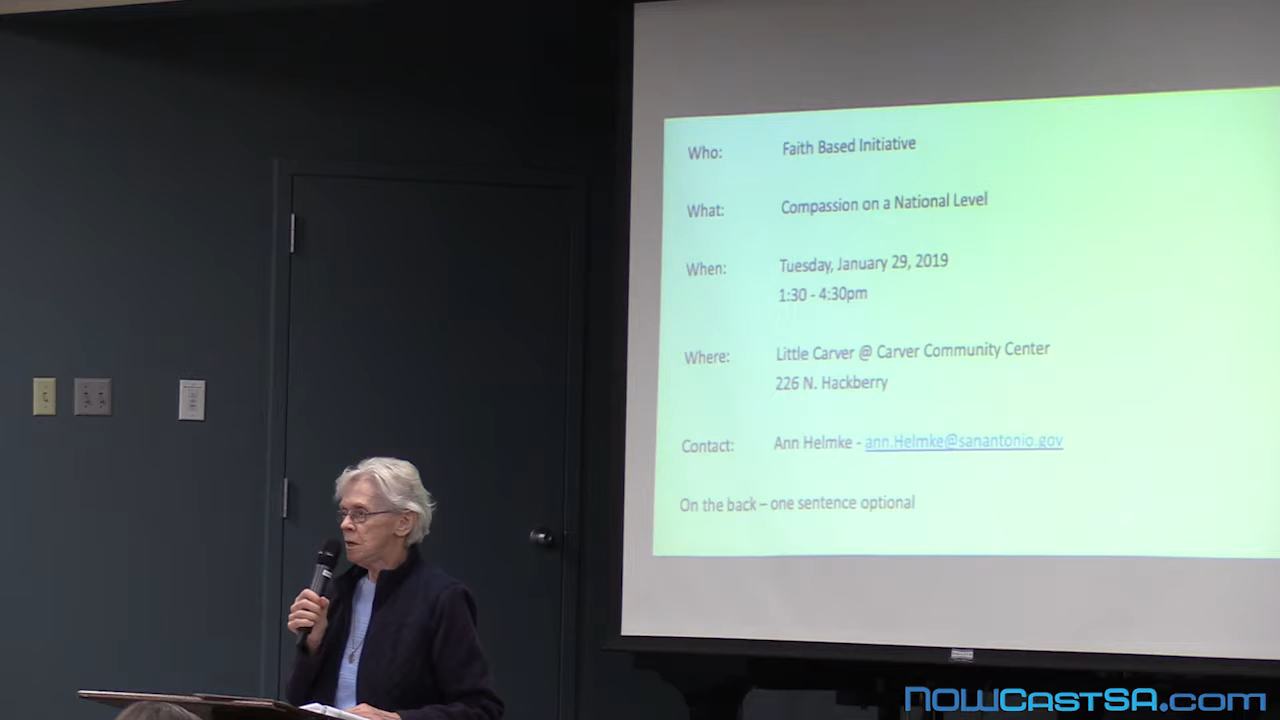 Who: Faith Based Initiative
What: Compassion on a National Level
When: Tuesday, January 29, 2019
1:30 - 4:30pm
Where: Little Carver @ Carver Community Center
226 N. Hackberry
Contact: Ann Helmke - ann.Helmke@sanantonio.gov
On the back – one sentence optional
NOWCASTSA.com